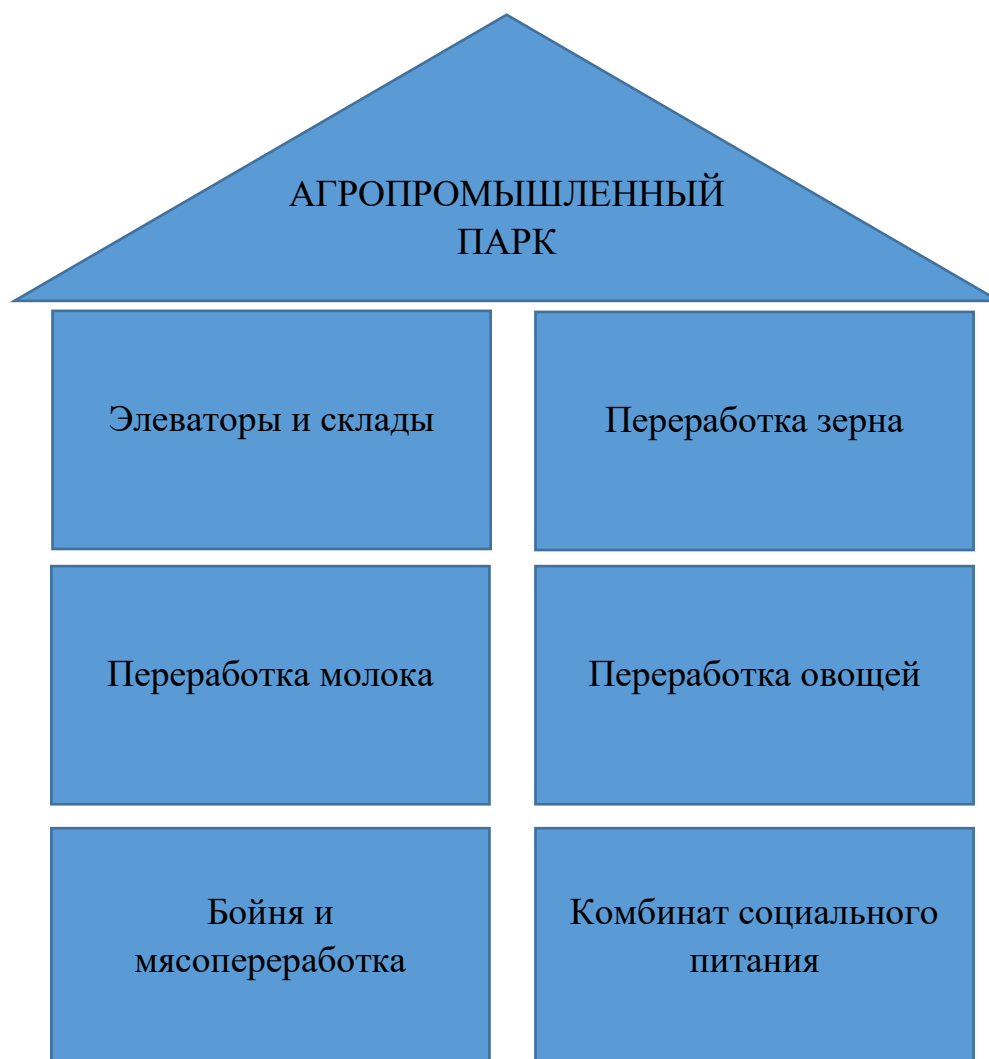 АГРОПРОМЫШЛЕННЫЙ
ПАРК
Элеваторы и склады
Переработка зерна
Переработка молока
Переработка овощей
Бойня и
мясопереработка
Комбинат социального
питания